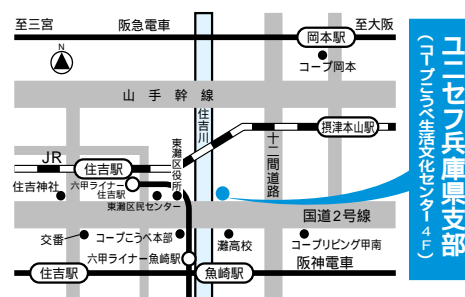 至三宮
阪急電車
至大阪
岡本駅
コープ岡本
N
山手幹線
住吉川
摂津本山駅
十二間道路
東灘区役所
JR
住吉駅
六甲ライナー
住吉駅
住吉神社
東灘区民センター
国道2号線
交番
コープこうべ本部
灘高校
コープリビング甲南
六甲ライナー魚崎駅
阪神電車
住吉駅
魚崎駅
ユニセフ兵庫県支部
(コープこうべ生活文化センター4F)